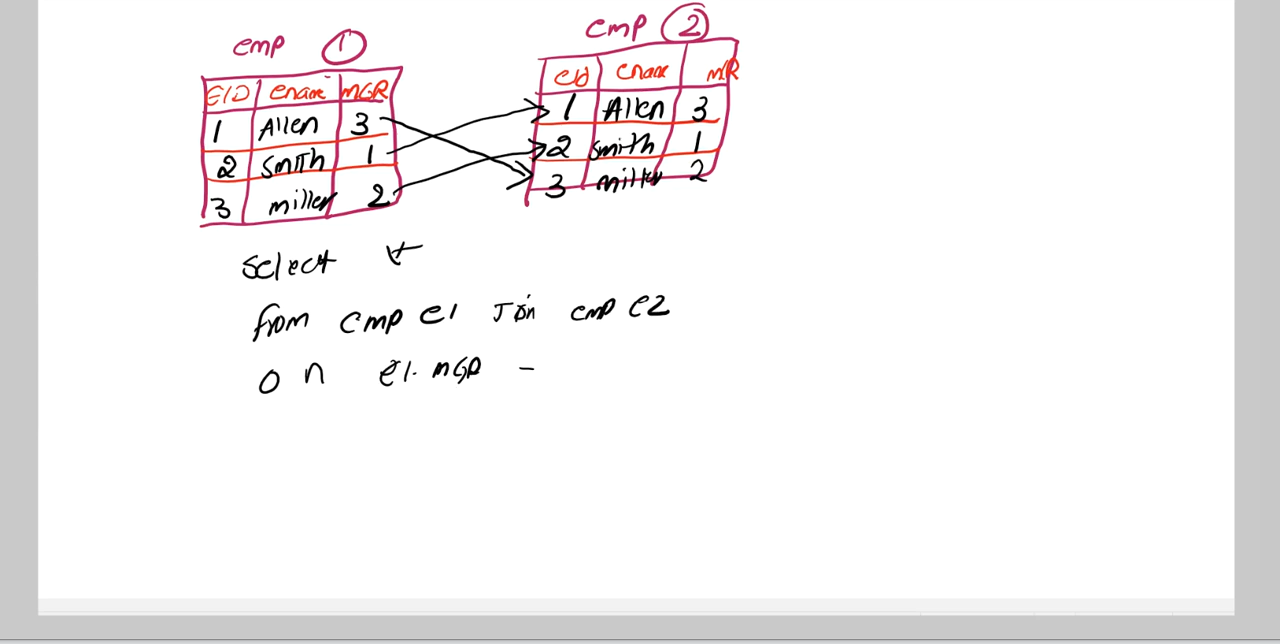 emp 1
EID ename MGR
1 Allen 3
2 Smith 1
3 miller 2
emp 2
eid ename MGR
1 Allen 3
2 Smith 1
3 miller 2
select *
from emp e1 Join emp e2
on e1.MGR =